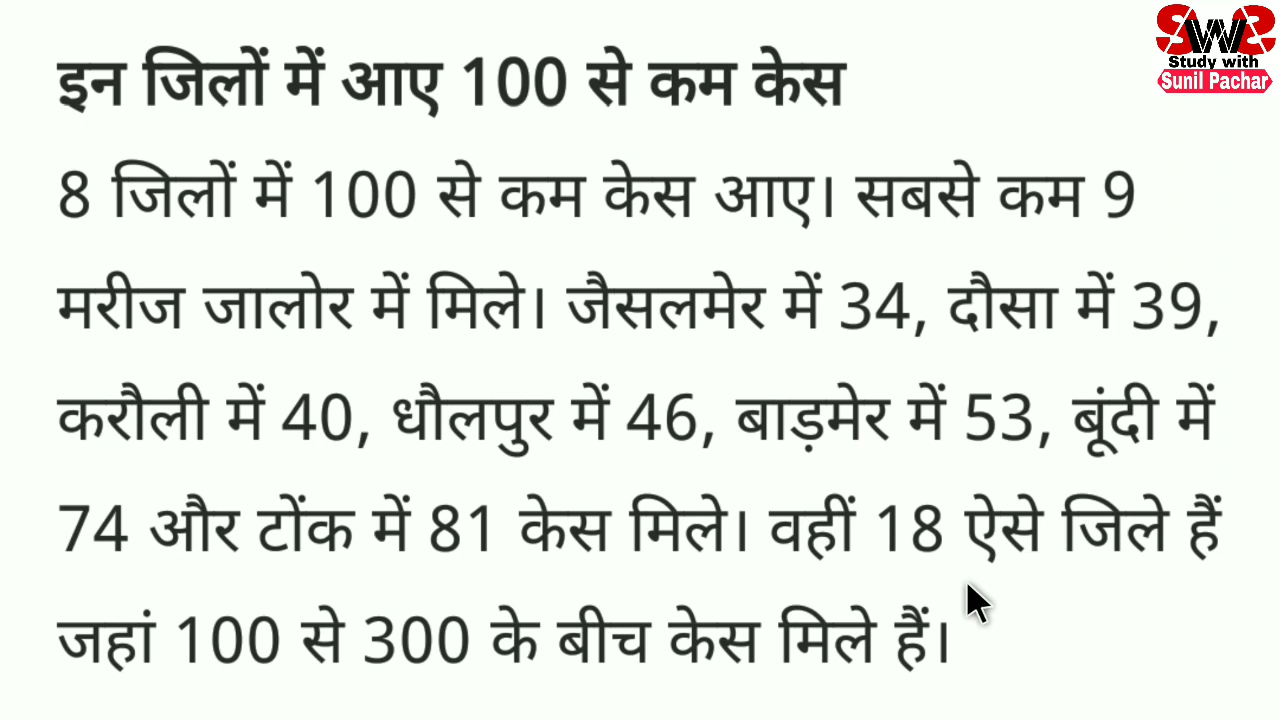 SWS
Study with
Sunil Pachar
इन जिलों में आए 100 से कम केस
8 जिलों में 100 से कम केस आए। सबसे कम 9
मरीज जालोर में मिले। जैसलमेर में 34, दौसा में 39,
करौली में 40, धौलपुर में 46, बाड़मेर में 53, बूंदी में
74 और टोंक में 81 केस मिले। वहीं 18 ऐसे जिले हैं
जहां 100 से 300 के बीच केस मिले हैं।